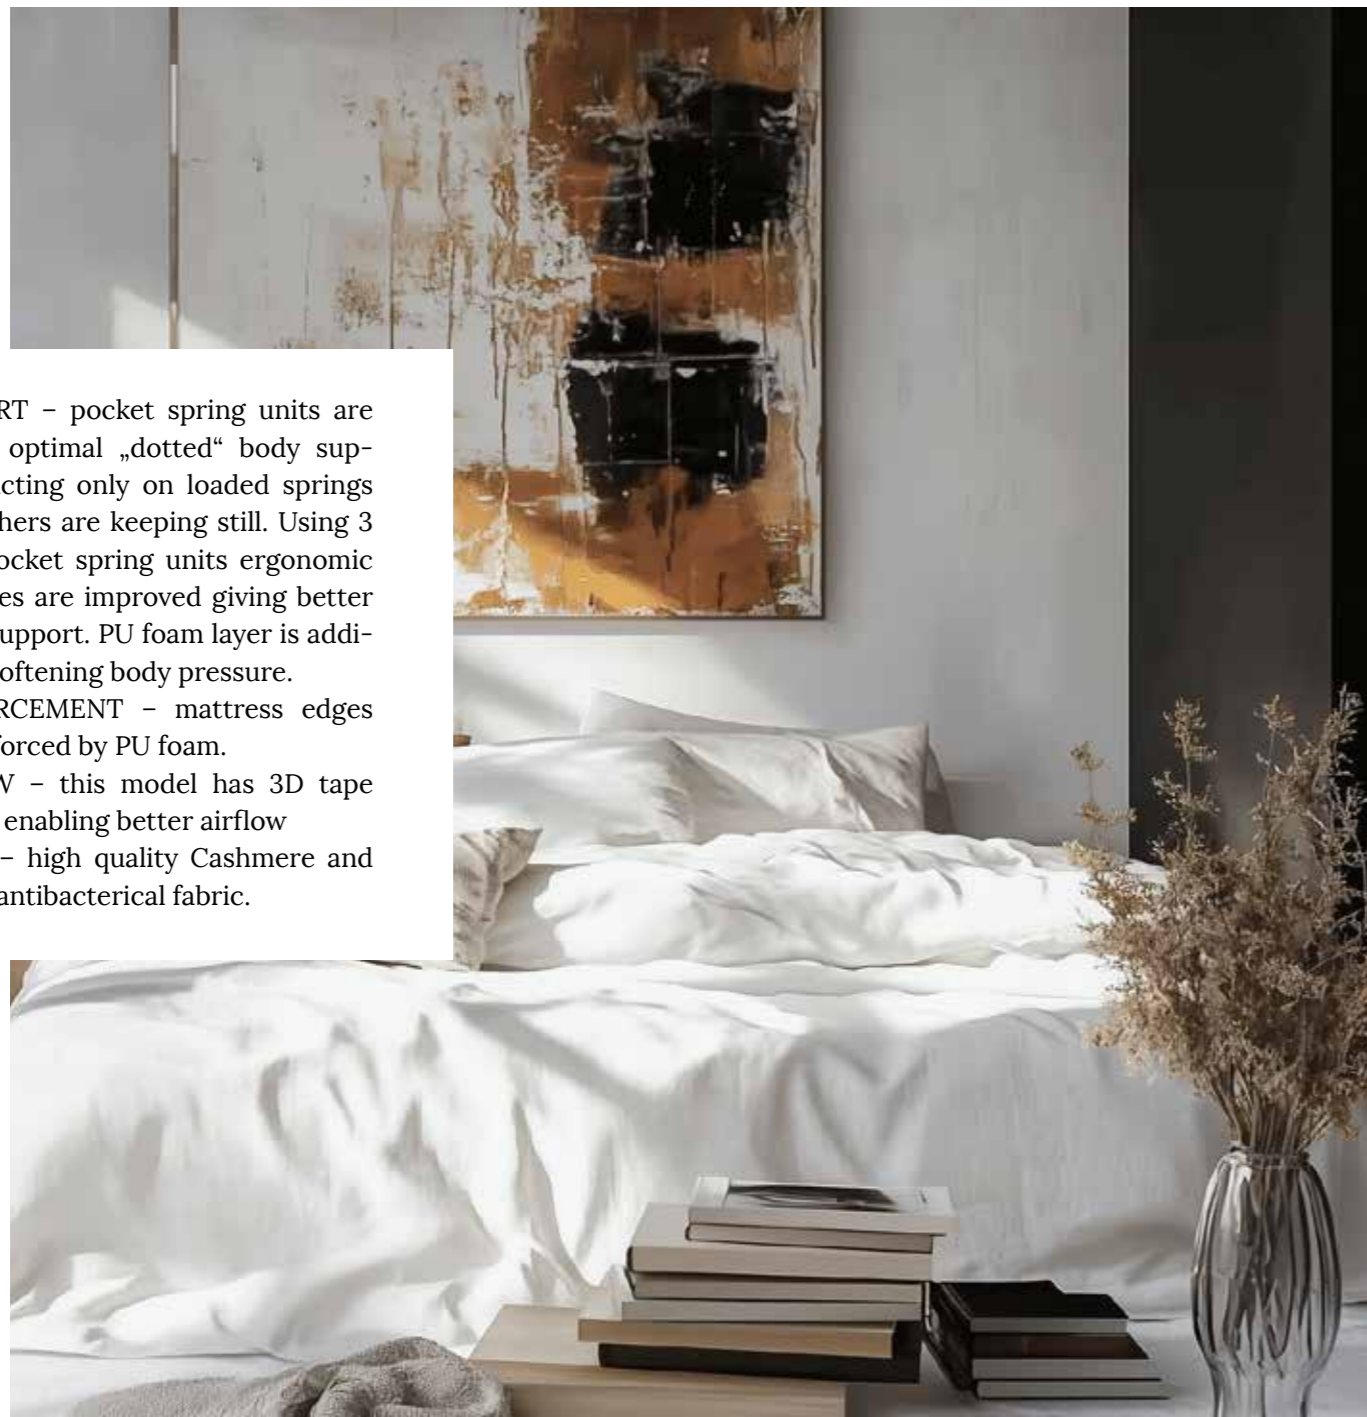 RT – pocket spring units are
optimal „dotted“ body sup-
cting only on loaded springs
hers are keeping still. Using 3
ocket spring units ergonomic
es are improved giving better
upport. PU foam layer is addi-
oftening body pressure.
RCEMENT – mattress edges
forced by PU foam.
W – this model has 3D tape
enabling better airflow
– high quality Cashmere and
antibacterical fabric.